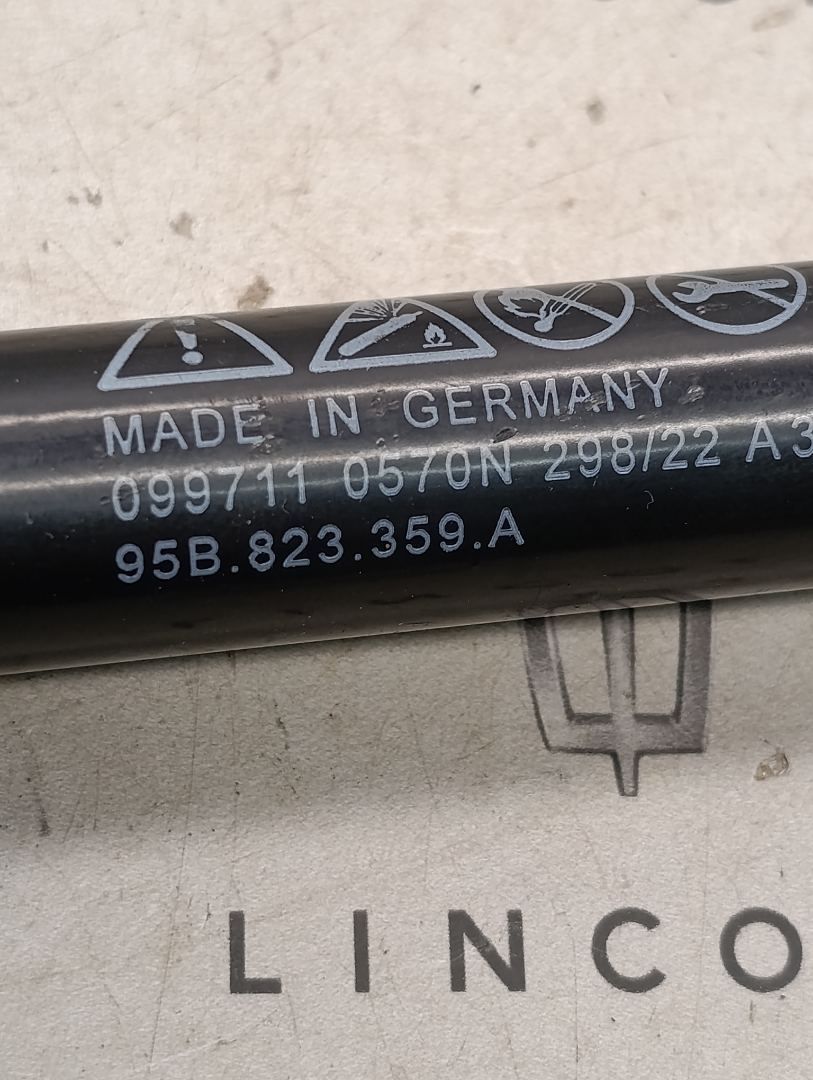 MADE IN GERMANY
099711 0570N 298/22 A3
95B.823.359.A
LINCO